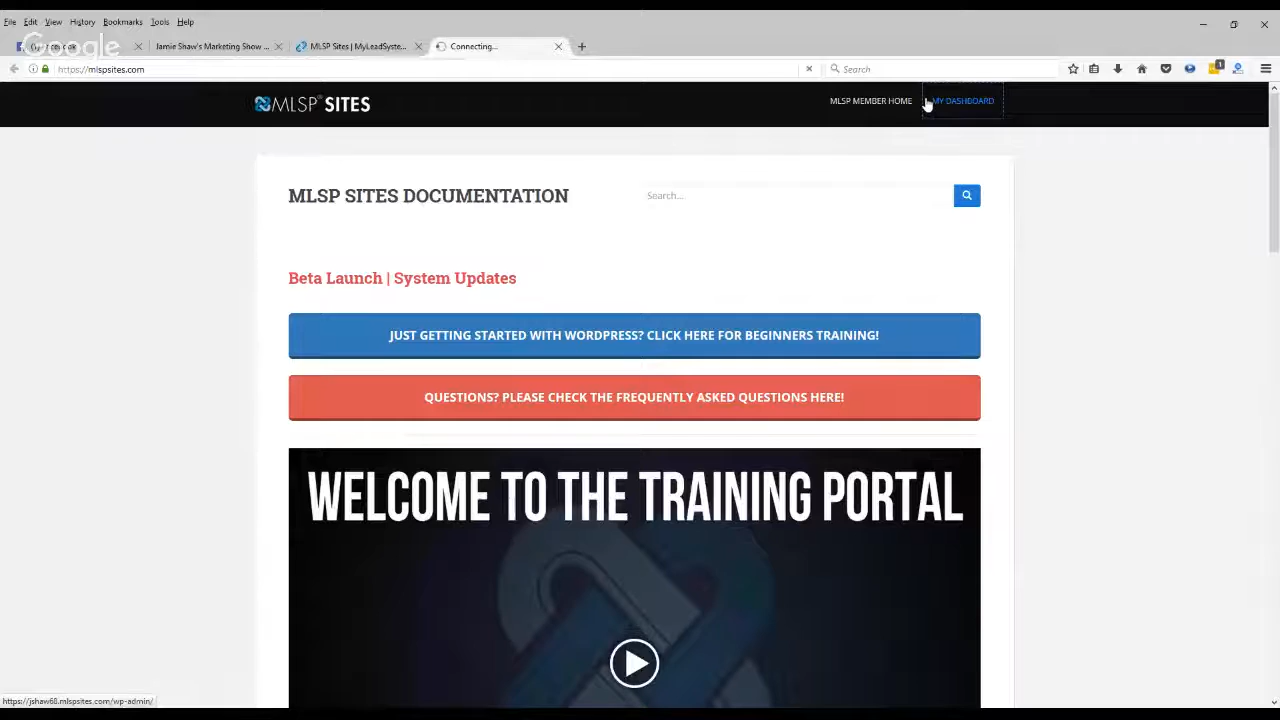 File Edit View History Bookmarks Tools Help
Google
Jamie Shaw's Marketing Show ...
MLSP Sites | MyLeadSyste...
Connecting...
https://mlspsites.com
Search
1
MLSP® SITES
MLSP MEMBER HOME
MY DASHBOARD
MLSP SITES DOCUMENTATION
Search...
Beta Launch | System Updates
JUST GETTING STARTED WITH WORDPRESS? CLICK HERE FOR BEGINNERS TRAINING!
QUESTIONS? PLEASE CHECK THE FREQUENTLY ASKED QUESTIONS HERE!
WELCOME TO THE TRAINING PORTAL
https://jshaw60.mlspsites.com/wp-admin/